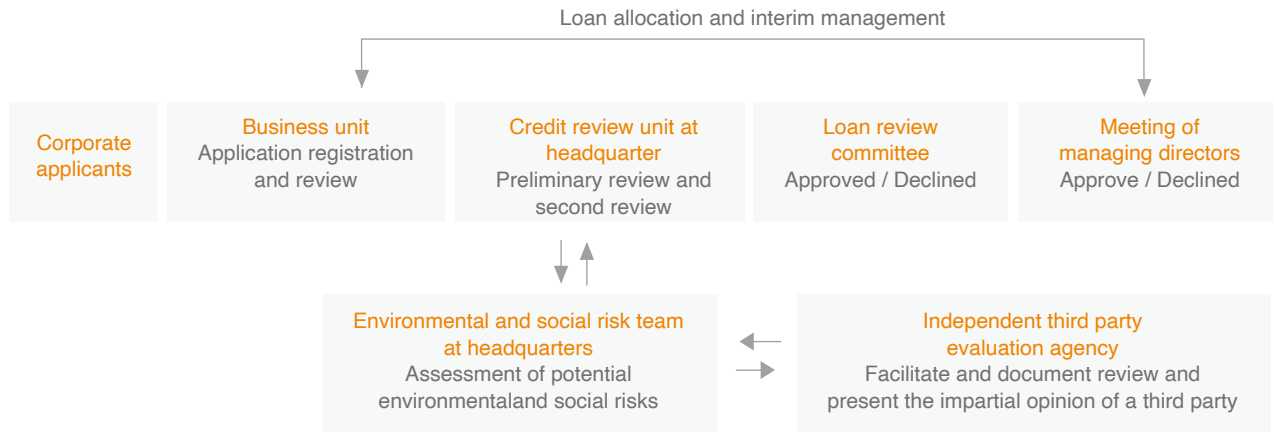 Loan allocation and interim management
Corporate
applicants
Business unit
Application registration
and review
Credit review unit at
headquarter
Preliminary review and
second review
Loan review
committee
Approved / Declined
Meeting of
managing directors
Approve / Declined
Environmental and social risk team
at headquarters
Assessment of potential
environmentaland social risks
Independent third party
evaluation agency
Facilitate and document review and
present the impartial opinion of a third party